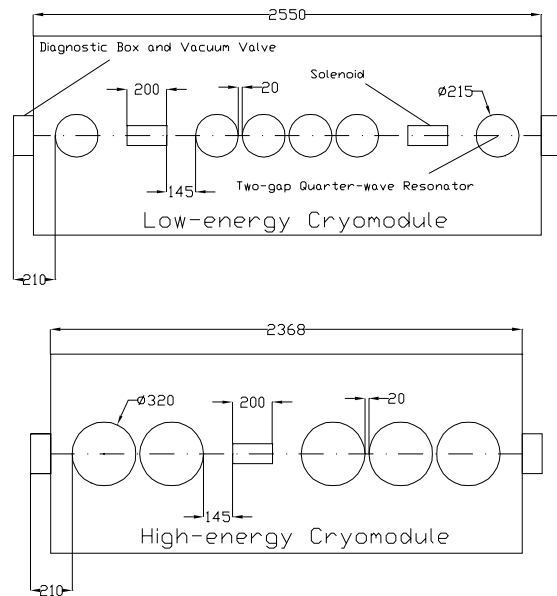 2550
Diagnostic Box and Vacuum Valve
200
20
Solenoid
Ø215
145
Two-gap Quarter-wave Resonator
Low-energy Cryomodule
210
2368
Ø320
200
20
145
High-energy Cryomodule
210